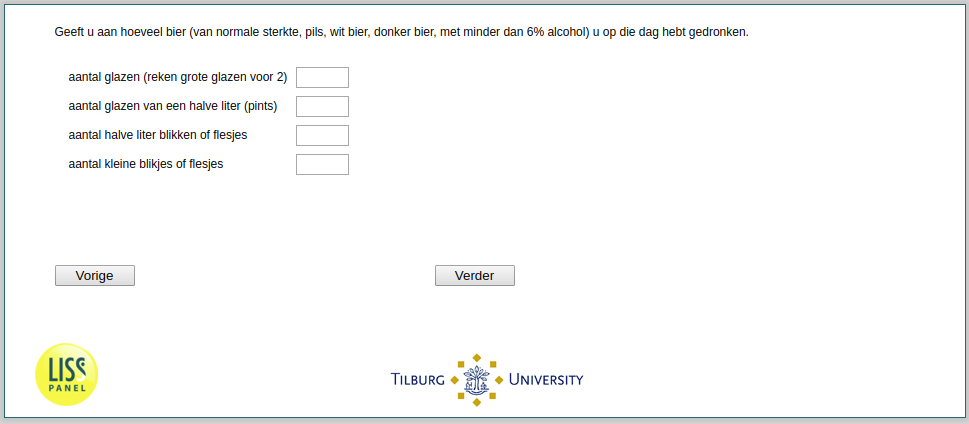 Geeft u aan hoeveel bier (van normale sterkte, pils, wit bier, donker bier, met minder dan 6% alcohol) u op die dag hebt gedronken.
aantal glazen (reken grote glazen voor 2)
aantal glazen van een halve liter (pints)
aantal halve liter blikken of flesjes
aantal kleine blikjes of flesjes
Vorige
Verder
LISS
PANEL
TILBURG UNIVERSITY